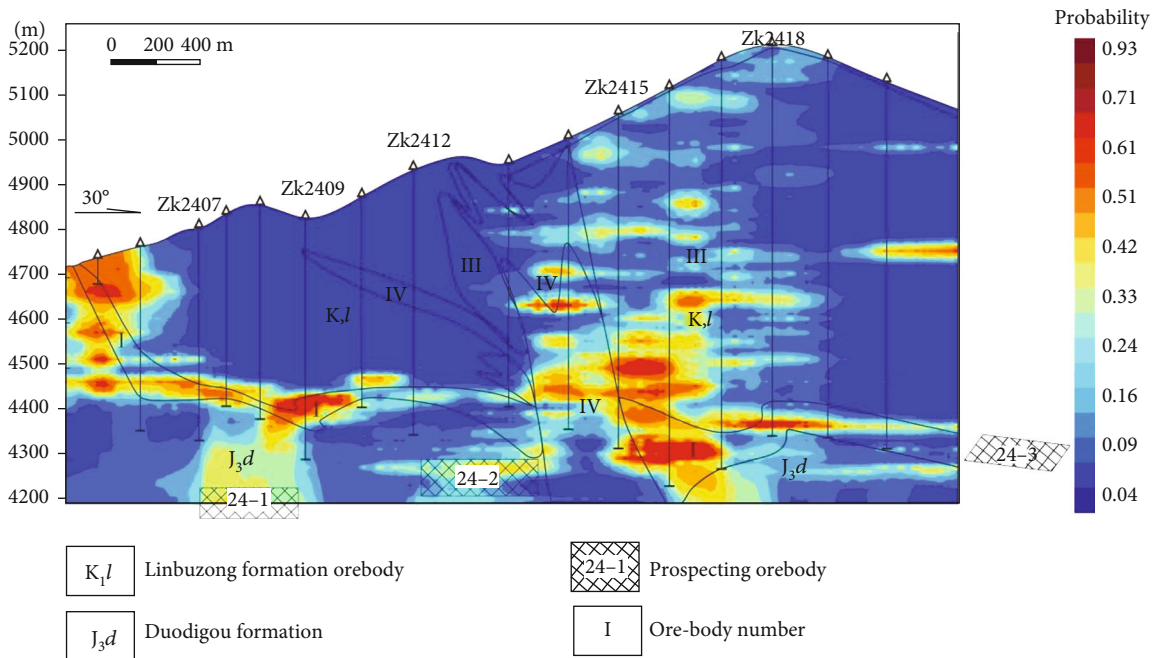 (m)
5200
5100
5000
4900
4800
4700
4600
4500
4400
4300
4200
0 200 400 m
30°
Zk2407
Zk2409
Zk2412
Zk2415
Zk2418
I
K,l
IV
III
IV
III
K,l
IV
I
I
J₃d
J₃d
24–1
24–2
24–3
Probability
0.93
0.71
0.61
0.51
0.42
0.33
0.24
0.16
0.09
0.04
K₁l Linbuzong formation orebody
J₃d Duodigou formation
24–1 Prospecting orebody
I Ore-body number